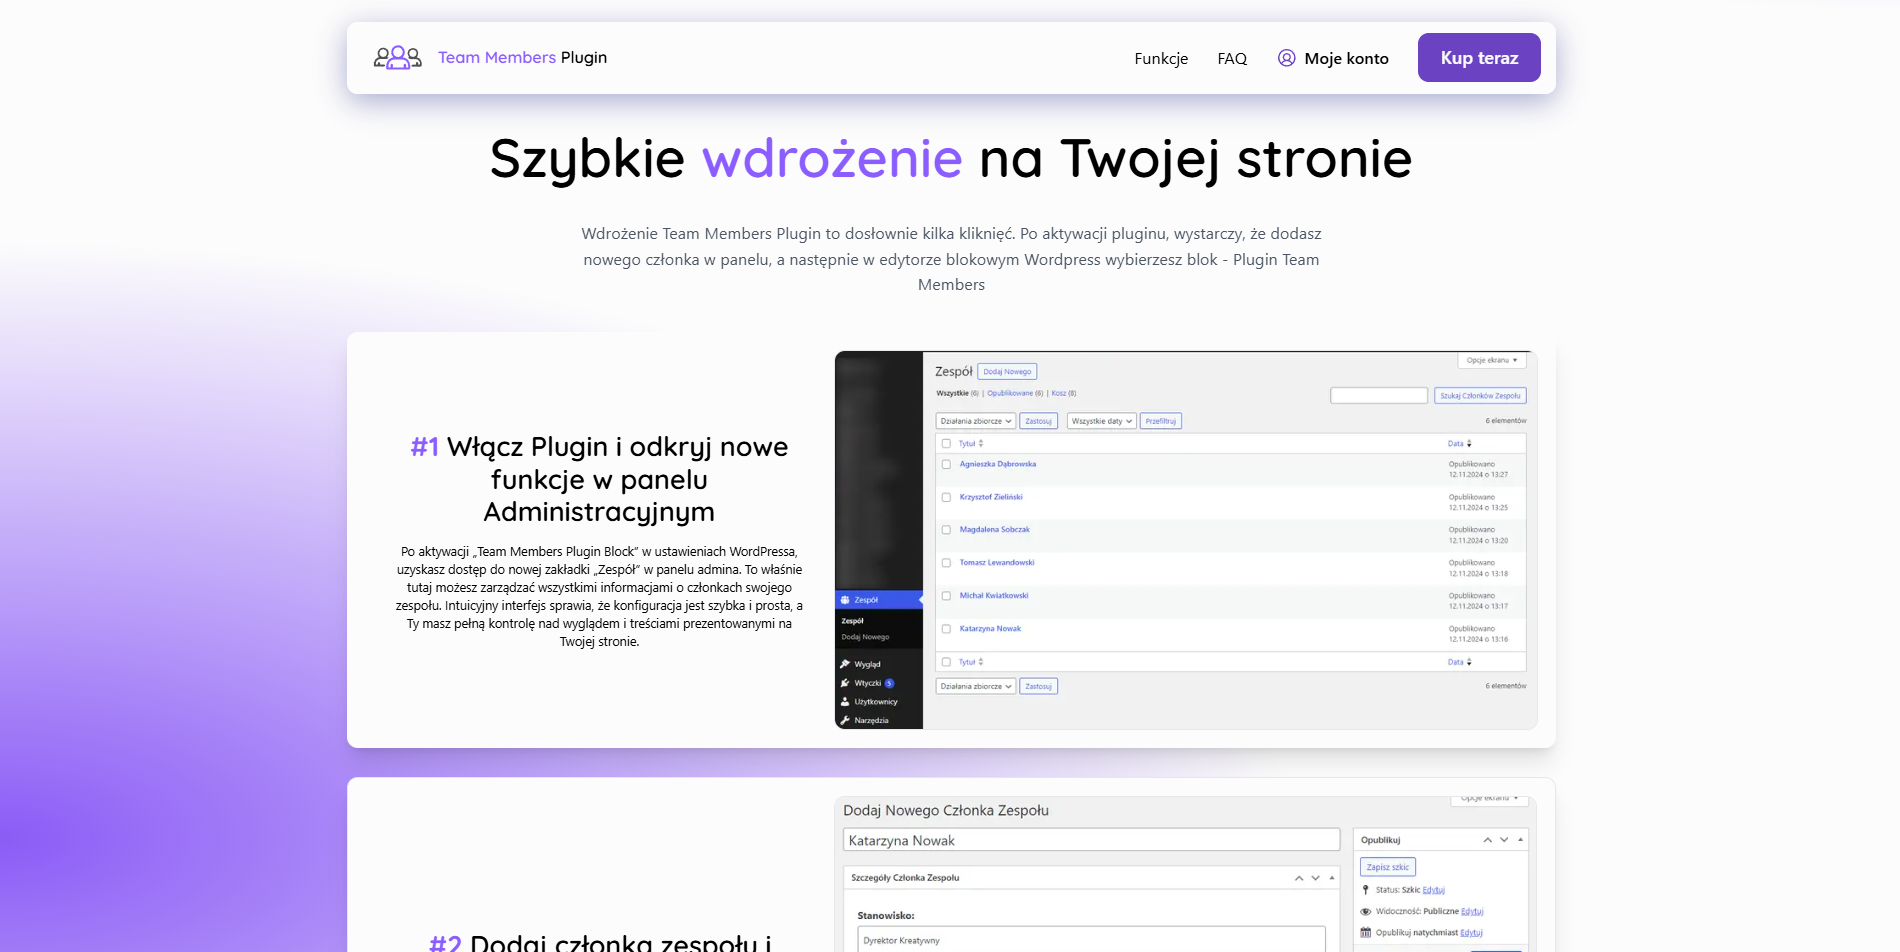 Team Members Plugin
Funkcje
FAQ
Moje konto
Kup teraz
Szybkie wdrożenie na Twojej stronie
Wdrożenie Team Members Plugin to dosłownie kilka kliknięć. Po aktywacji pluginu, wystarczy, że dodasz
nowego członka w panelu, a następnie w edytorze blokowym Wordpress wybierzesz blok - Plugin Team
Members
#1 Włącz Plugin i odkryj nowe
funkcje w panelu
Administracyjnym
Po aktywacji „Team Members Plugin Block” w ustawieniach WordPressa,
uzyskasz dostęp do nowej zakładki „Zespół” w panelu admina. To właśnie
tutaj możesz zarządzać wszystkimi informacjami o członkach swojego
zespołu. Intuicyjny interfejs sprawia, że konfiguracja jest szybka i prosta, a
Ty masz pełną kontrolę nad wyglądem i treściami prezentowanymi na
Twojej stronie.
Zespół
Zespół
Dodaj Nowego
Wygląd
Wtyczki 5
Użytkownicy
Narzędzia
Opcje ekranu
Zespół Dodaj Nowego
Wszystkie (6) | Opublikowane (6) | Kosz (8)
Szukaj Członków Zespołu
Działania zbiorcze Zastosuj Wszystkie daty Przefiltruj 6 elementów
Tytuł Data
Agnieszka Dąbrowska Opublikowano
12.11.2024 o 13:27
Krzysztof Zieliński Opublikowano
12.11.2024 o 13:25
Magdalena Sobczak Opublikowano
12.11.2024 o 13:20
Tomasz Lewandowski Opublikowano
12.11.2024 o 13:18
Michał Kwiatkowski Opublikowano
12.11.2024 o 13:17
Katarzyna Nowak Opublikowano
12.11.2024 o 13:16
Tytuł Data
Działania zbiorcze Zastosuj 6 elementów
#2 Dodaj członka zespołu i
Opcje ekranu
Dodaj Nowego Członka Zespołu
Katarzyna Nowak
Szczegóły Członka Zespołu
Stanowisko:
Dyrektor Kreatywny
Opublikuj
Zapisz szkic
Status: Szkic Edytuj
Widoczność: Publiczne Edytuj
Opublikuj natychmiast Edytuj